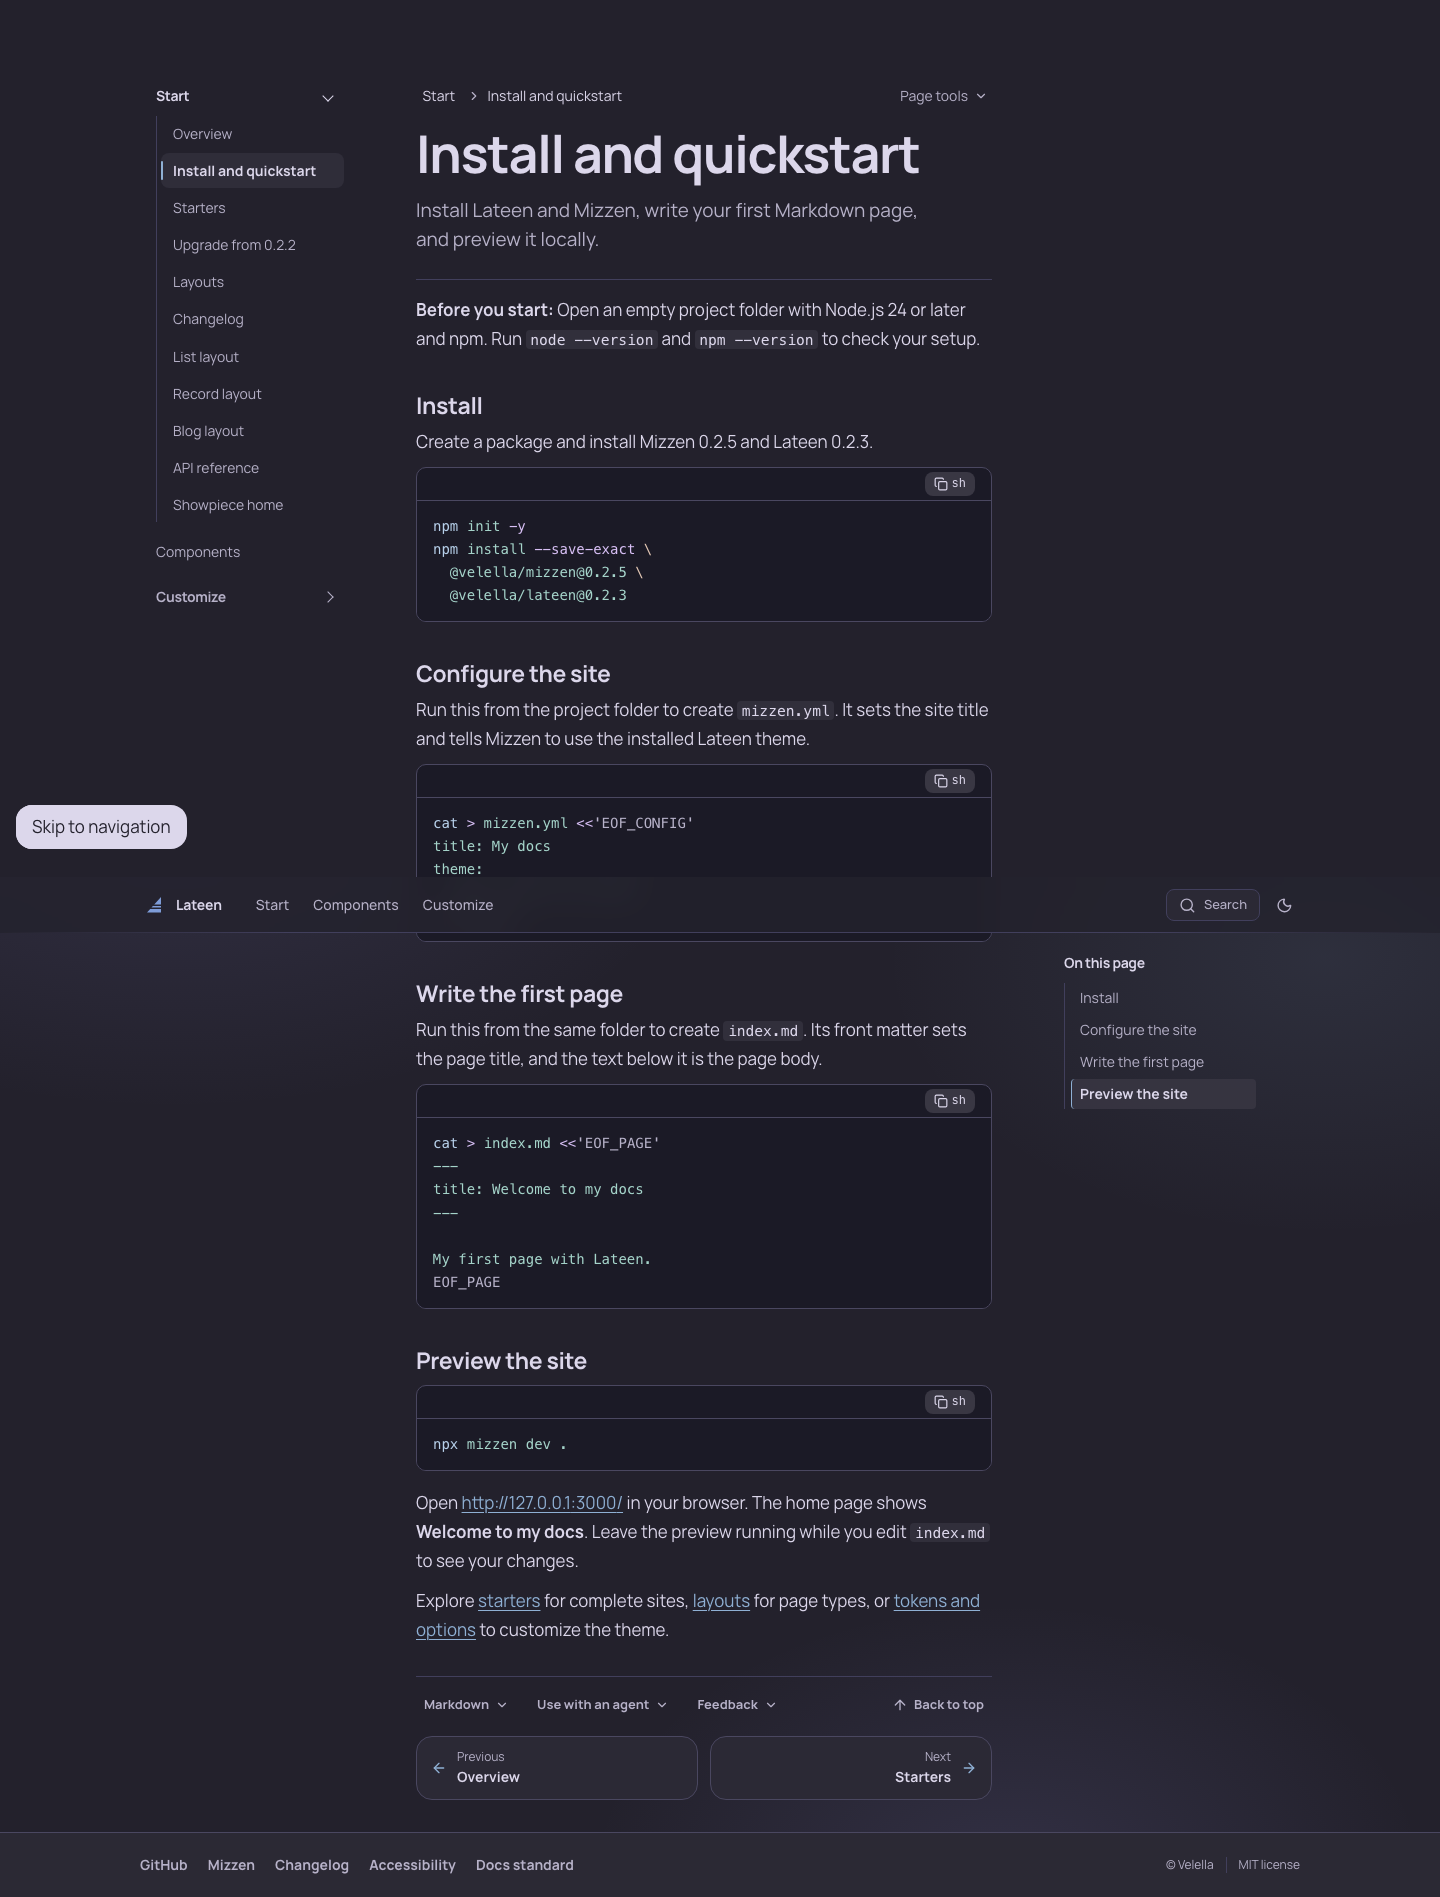 Start
Overview
Install and quickstart
Starters
Upgrade from 0.2.2
Layouts
Changelog
List layout
Record layout
Blog layout
API reference
Showpiece home
Components
Customize
Start
Install and quickstart
Page tools
Install and quickstart
Install Lateen and Mizzen, write your first Markdown page,
and preview it locally.
Before you start: Open an empty project folder with Node.js 24 or later
and npm. Run node --version and npm --version to check your setup.
Install
Create a package and install Mizzen 0.2.5 and Lateen 0.2.3.
sh
npm init -y
npm install --save-exact \
  @velella/mizzen@0.2.5 \
  @velella/lateen@0.2.3
Configure the site
Run this from the project folder to create mizzen.yml. It sets the site title
and tells Mizzen to use the installed Lateen theme.
sh
cat > mizzen.yml <<'EOF_CONFIG'
title: My docs
theme:
Skip to navigation
Lateen
Start
Components
Customize
Search
Write the first page
Run this from the same folder to create index.md. Its front matter sets
the page title, and the text below it is the page body.
sh
cat > index.md <<'EOF_PAGE'
---
title: Welcome to my docs
---
My first page with Lateen.
EOF_PAGE
Preview the site
sh
npx mizzen dev .
Open http://127.0.0.1:3000/ in your browser. The home page shows
Welcome to my docs. Leave the preview running while you edit index.md
to see your changes.
Explore starters for complete sites, layouts for page types, or tokens and
options to customize the theme.
Markdown
Use with an agent
Feedback
Back to top
Previous
Overview
Next
Starters
On this page
Install
Configure the site
Write the first page
Preview the site
GitHub
Mizzen
Changelog
Accessibility
Docs standard
© Velella
MIT license